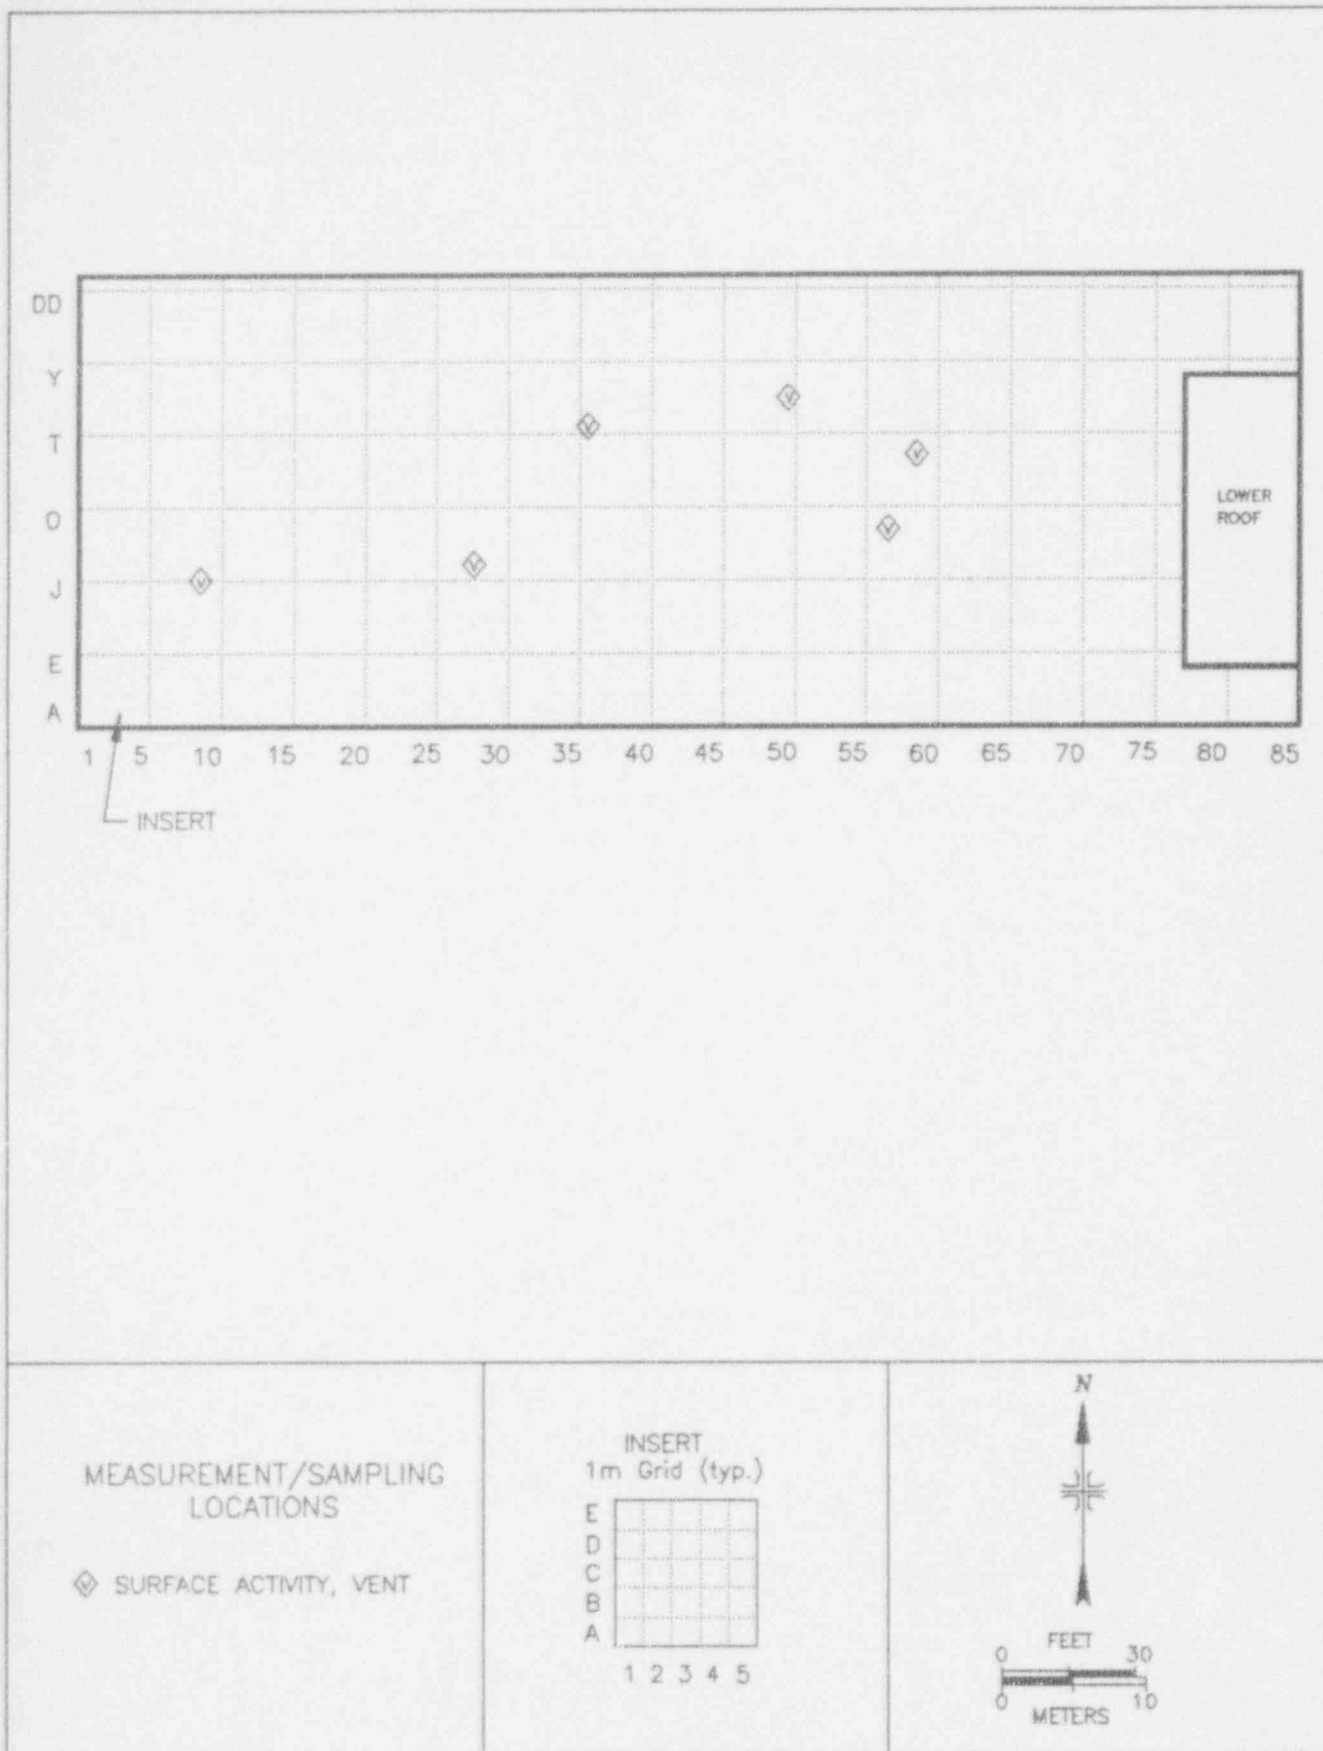 DD
Y
T
O
J
E
A
LOWER
ROOF
1 5 10 15 20 25 30 35 40 45 50 55 60 65 70 75 80 85
INSERT
MEASUREMENT/SAMPLING
LOCATIONS
V SURFACE ACTIVITY, VENT
INSERT
1m Grid (typ.)
E
D
C
B
A
1 2 3 4 5
N
FEET
0 30
0 10
METERS